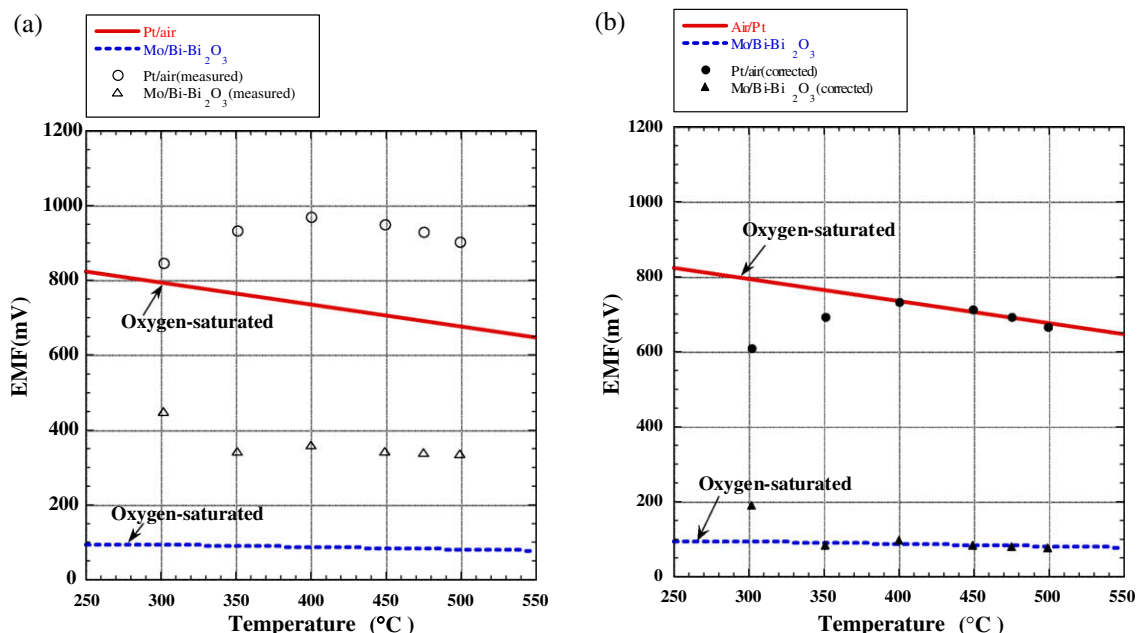 (a)
Pt/air
Mo/Bi-Bi2O3
Pt/air(measured)
Mo/Bi-Bi2O3(measured)
1200
1000
800
600
400
200
0
EMF(mV)
Oxygen-saturated
Oxygen-saturated
250 300 350 400 450 500 550
Temperature (°C)
(b)
Air/Pt
Mo/Bi-Bi2O3
Pt/air(corrected)
Mo/Bi-Bi2O3(corrected)
1200
1000
800
600
400
200
0
EMF(mV)
Oxygen-saturated
Oxygen-saturated
250 300 350 400 450 500 550
Temperature (°C)